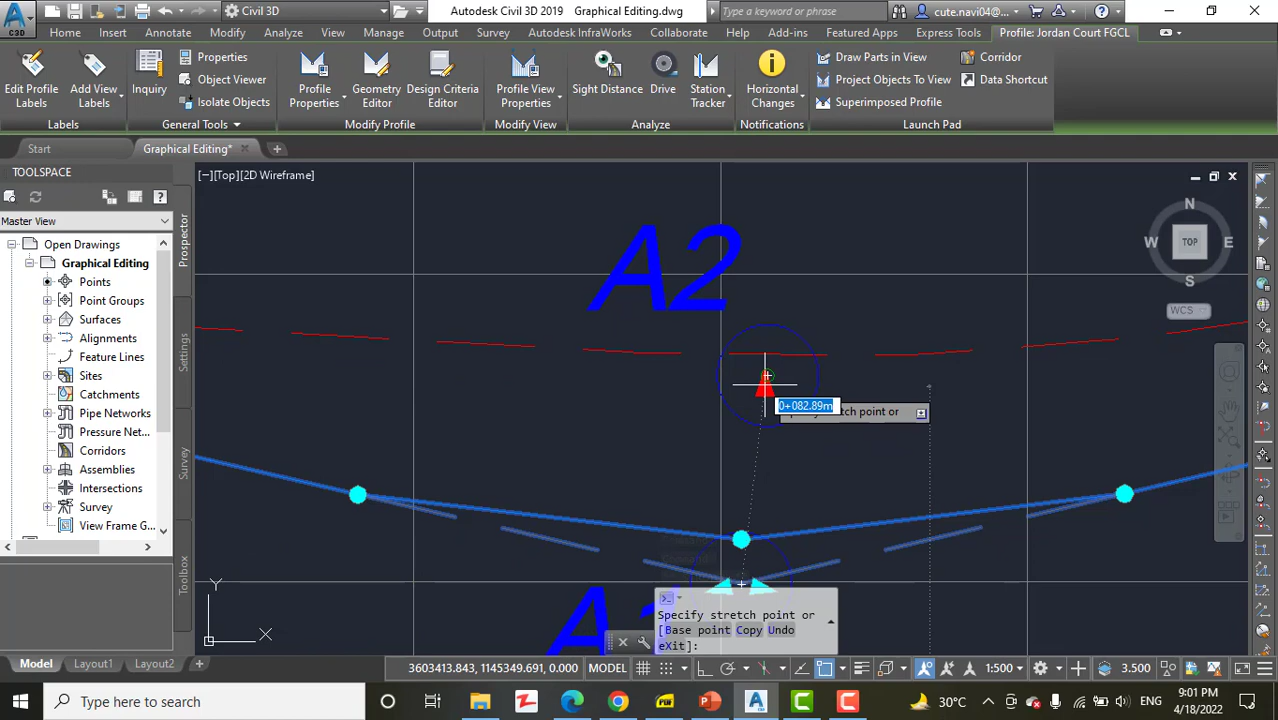 Civil 3D
Autodesk Civil 3D 2019 Graphical Editing.dwg
Type a keyword or phrase
cute.navi04@...
C3D
Home Insert Annotate Modify Analyze View Manage Output Survey Autodesk InfraWorks Collaborate Help Add-ins Featured Apps Express Tools Profile: Jordan Court FGCL
Edit Profile Labels
Add View Labels
Labels
Inquiry
Properties
Object Viewer
Isolate Objects
General Tools
Profile Properties
Geometry Editor
Design Criteria Editor
Modify Profile
Profile View Properties
Modify View
Sight Distance
Drive
Station Tracker
Analyze
Horizontal Changes
Notifications
Draw Parts in View
Project Objects To View
Superimposed Profile
Corridor
Data Shortcut
Launch Pad
Start
Graphical Editing*
TOOLSPACE
Master View
Open Drawings
Graphical Editing
Points
Point Groups
Surfaces
Alignments
Feature Lines
Sites
Catchments
Pipe Networks
Pressure Net...
Corridors
Assemblies
Intersections
Survey
View Frame G...
Prospector
Settings
Survey
Toolbox
[−][Top][2D Wireframe]
N
W TOP E
S
WCS
A2
0+082.89m
point or
Y
X
Specify stretch point or
[Base point Copy Undo
eXit]:
Model Layout1 Layout2
3603413.843, 1145349.691, 0.000 MODEL
1:500
3.500
Type here to search
30°C
ENG
9:01 PM
4/18/2022